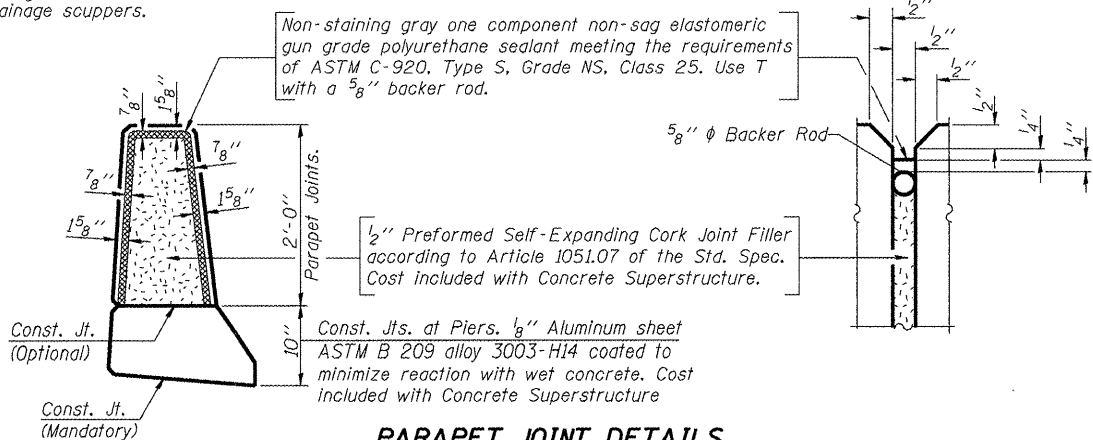 ainage scuppers.
Non-staining gray one component non-sag elastomeric
gun grade polyurethane sealant meeting the requirements
of ASTM C-920, Type S, Grade NS, Class 25. Use T
with a 5/8" backer rod.
7/8"
1 5/8"
7/8"
7/8"
1 5/8"
1 5/8"
2'-0"
Parapet Joints.
10"
1/2"
1/2"
1/2"
1/2"
1/4"
1/4"
5/8" ϕ Backer Rod
1/2" Preformed Self-Expanding Cork Joint Filler
according to Article 1051.07 of the Std. Spec.
Cost included with Concrete Superstructure.
Const. Jt.
(Optional)
Const. Jts. at Piers. 1/8" Aluminum sheet
ASTM B 209 alloy 3003-H14 coated to
minimize reaction with wet concrete. Cost
included with Concrete Superstructure
Const. Jt.
(Mandatory)
PARAPET JOINT DETAILS